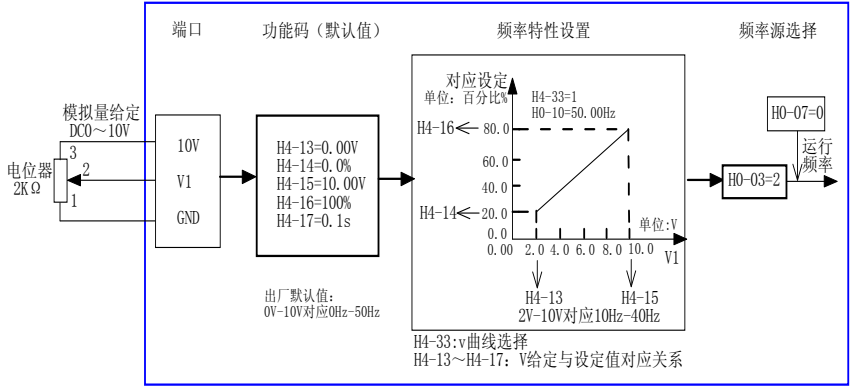 端口
功能码（默认值）
频率特性设置
频率源选择
模拟量给定
DC0～10V
电位器
2KΩ
3
2
1
10V
V1
GND
H4-13=0.00V
H4-14=0.0%
H4-15=10.00V
H4-16=100%
H4-17=0.1s
出厂默认值：
0V-10V对应0Hz-50Hz
对应设定
单位：百分比%
H4-33=1
H0-10=50.00Hz
H4-16
80.0
60.0
40.0
H4-14
20.0
0.0
0.00
2.0 4.0 6.0 8.0 10.0
单位:V
V1
H4-13
H4-15
2V-10V对应10Hz-40Hz
H4-33:v曲线选择
H4-13～H4-17：V给定与设定值对应关系
H0-07=0
运行
频率
H0-03=2